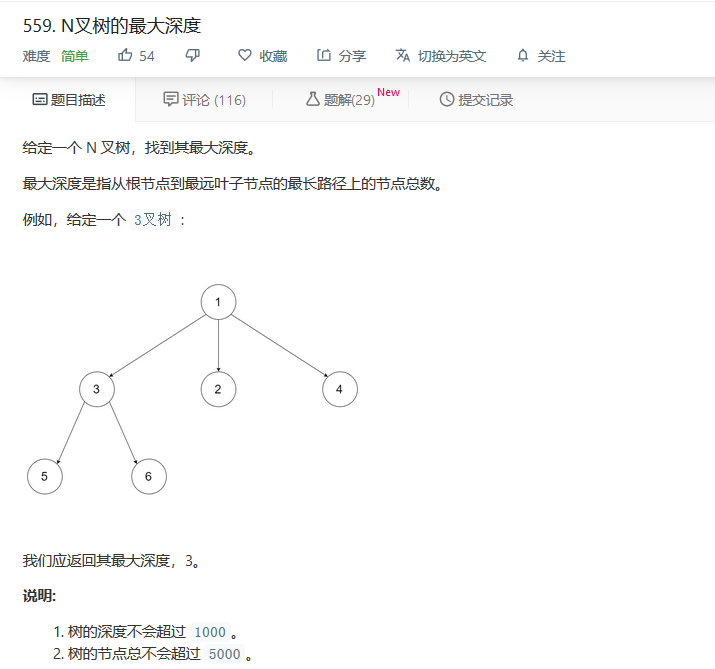 559. N叉树的最大深度
难度 简单 54 收藏 分享 切换为英文 关注
题目描述 评论 (116) 题解(29) New 提交记录
给定一个 N 叉树，找到其最大深度。
最大深度是指从根节点到最远叶子节点的最长路径上的节点总数。
例如，给定一个 3叉树 :
1
3 2 4
5 6
我们应返回其最大深度，3。
说明:
1. 树的深度不会超过 1000 。
2. 树的节点总不会超过 5000 。